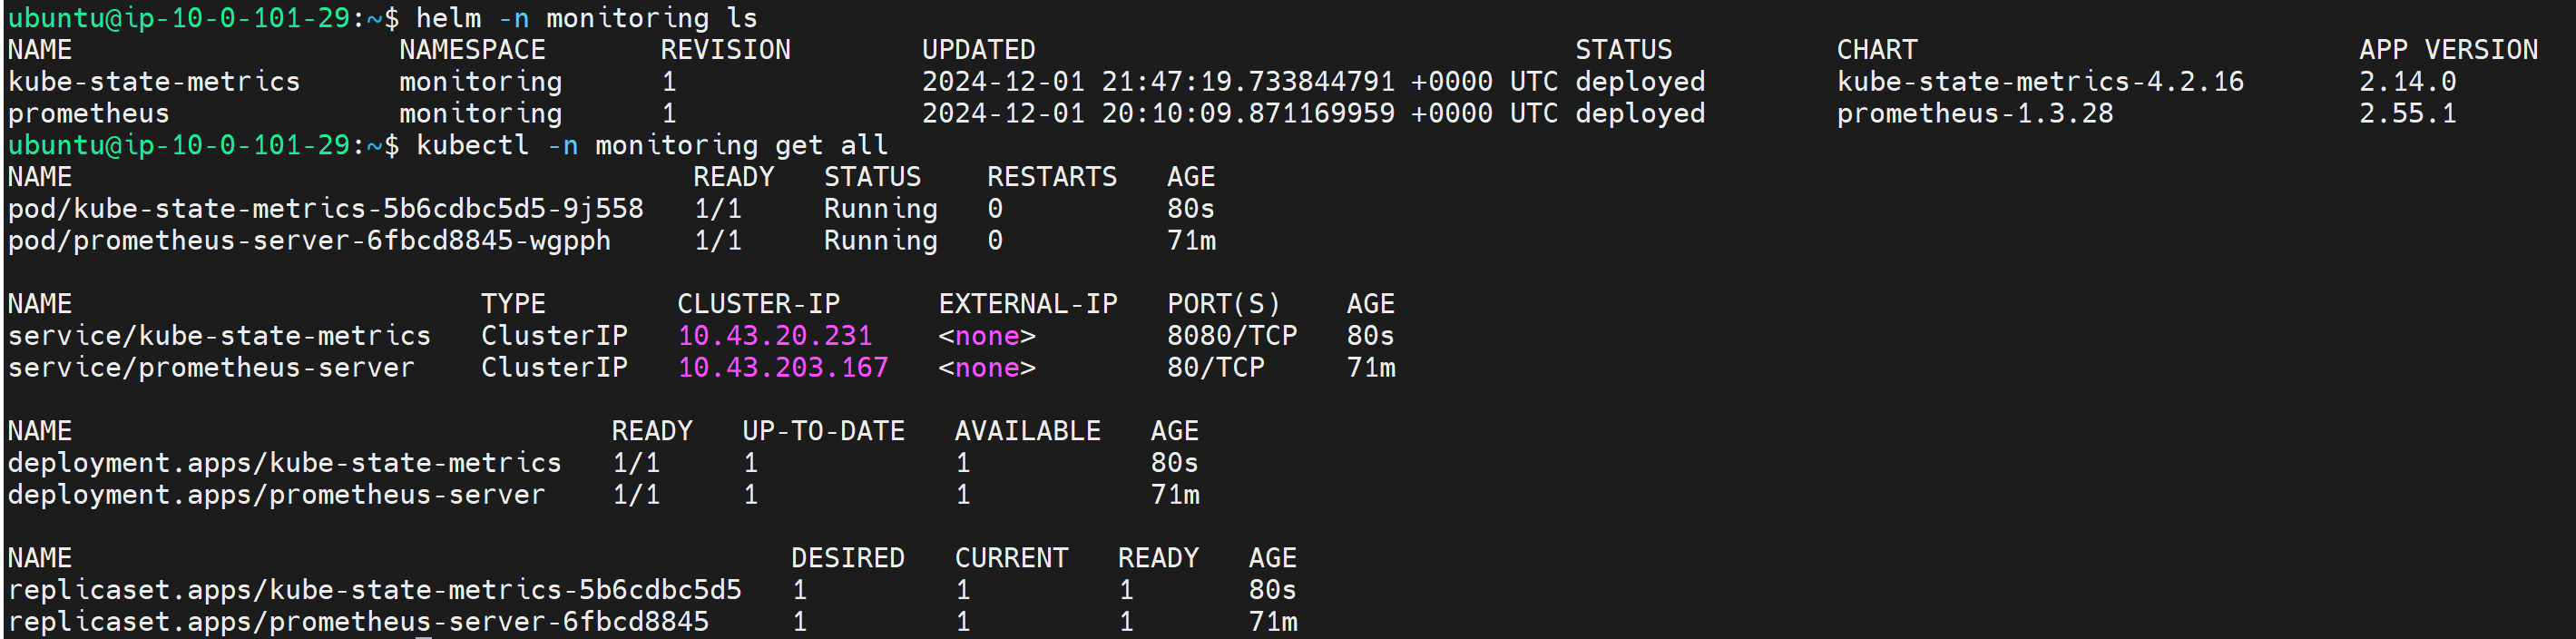 ubuntu@ip-10-0-101-29:~$ helm -n monitoring ls
NAME NAMESPACE REVISION UPDATED STATUS CHART APP VERSION
kube-state-metrics monitoring 1 2024-12-01 21:47:19.733844791 +0000 UTC deployed kube-state-metrics-4.2.16 2.14.0
prometheus monitoring 1 2024-12-01 20:10:09.871169959 +0000 UTC deployed prometheus-1.3.28 2.55.1
ubuntu@ip-10-0-101-29:~$ kubectl -n monitoring get all
NAME READY STATUS RESTARTS AGE
pod/kube-state-metrics-5b6cdbc5d5-9j558 1/1 Running 0 80s
pod/prometheus-server-6fbcd8845-wgpph 1/1 Running 0 71m
NAME TYPE CLUSTER-IP EXTERNAL-IP PORT(S) AGE
service/kube-state-metrics ClusterIP 10.43.20.231 <none> 8080/TCP 80s
service/prometheus-server ClusterIP 10.43.203.167 <none> 80/TCP 71m
NAME READY UP-TO-DATE AVAILABLE AGE
deployment.apps/kube-state-metrics 1/1 1 1 80s
deployment.apps/prometheus-server 1/1 1 1 71m
NAME DESIRED CURRENT READY AGE
replicaset.apps/kube-state-metrics-5b6cdbc5d5 1 1 1 80s
replicaset.apps/prometheus-server-6fbcd8845 1 1 1 71m